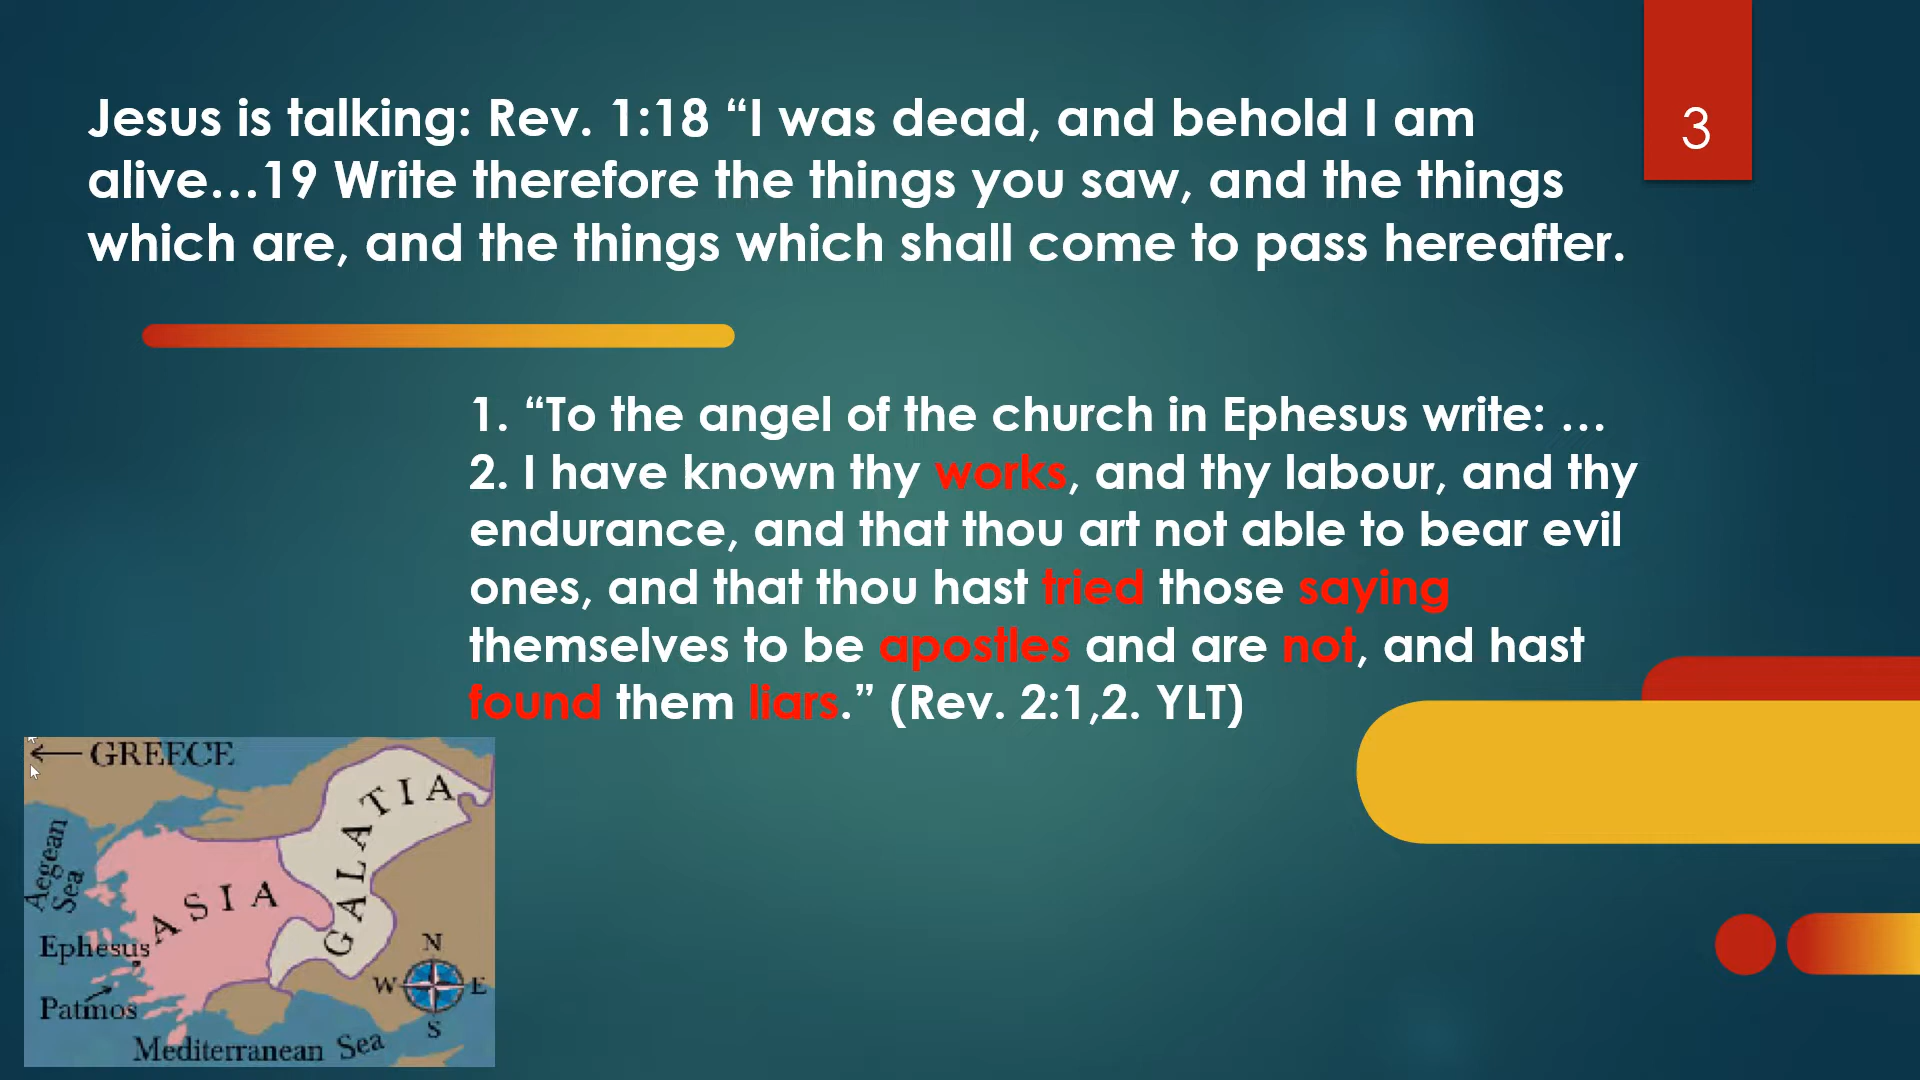 Jesus is talking: Rev. 1:18 “I was dead, and behold I am
alive…19 Write therefore the things you saw, and the things
which are, and the things which shall come to pass hereafter.
3
1. “To the angel of the church in Ephesus write: …
2. I have known thy works, and thy labour, and thy
endurance, and that thou art not able to bear evil
ones, and that thou hast tried those saying
themselves to be apostles and are not, and hast
found them liars.” (Rev. 2:1,2. YLT)
GREECE
GALATIA
Aegean
Sea
ASIA
Ephesus
Patmos
N
W E
S
Mediterranean Sea